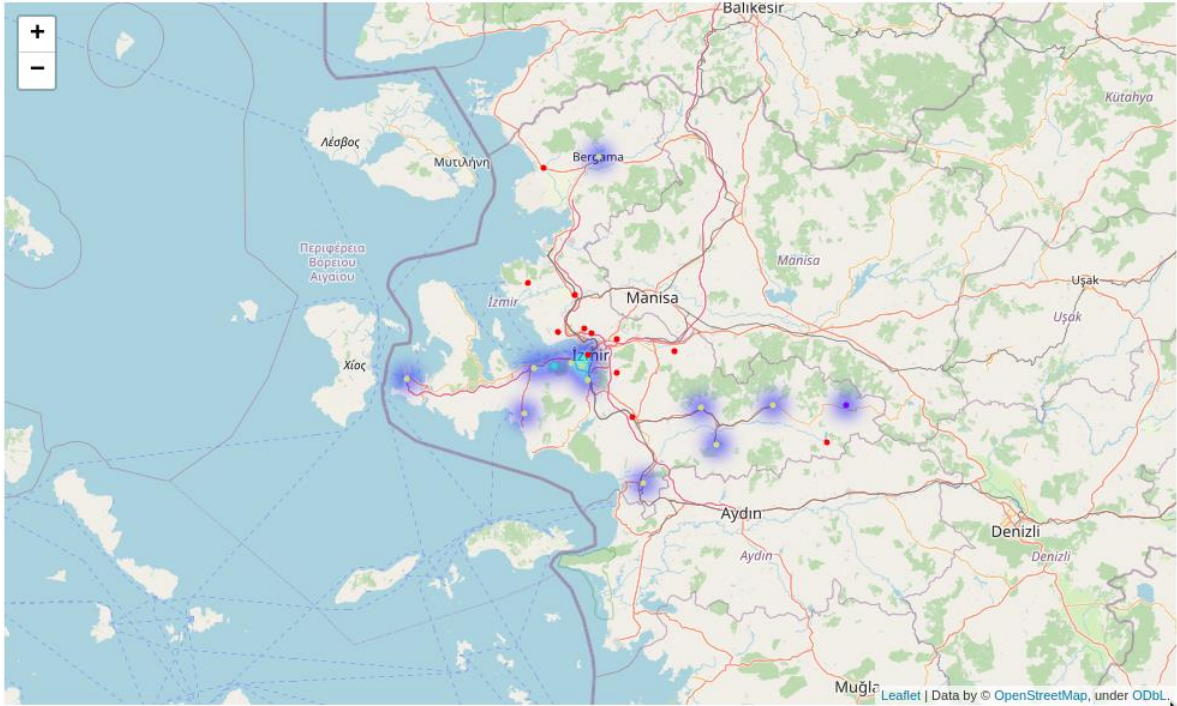 Balıkesir
+
−
Kütahya
Λέσβος
Μυτιλήνη
Bergama
Περιφέρεια
Βορείου
Αιγαίου
Manisa
Uşak
İzmir
Manisa
Uşak
İzmir
Χίος
Aydın
Denizli
Aydın
Denizli
Muğla
Leaflet | Data by © OpenStreetMap, under ODbL.